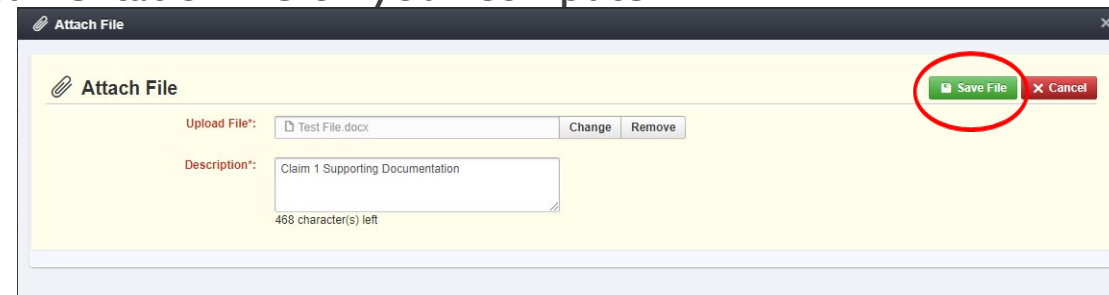 Attach File
Attach File
Save File
Cancel
Upload File*:
Test File.docx
Change
Remove
Description*:
Claim 1 Supporting Documentation
468 character(s) left